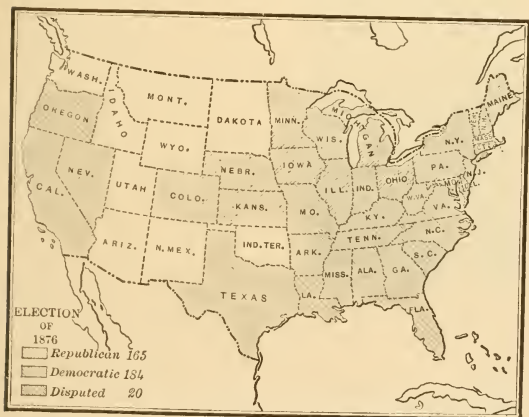 WASH.
MONT.
DAKOTA
MINN.
OREGON
IDAHO
WYO.
WIS.
MICHIGAN
N.Y.
MAINE
NEV.
UTAH
COLO.
NEBR.
IOWA
ILL.
IND.
OHIO
PA.
N.J.
CAL.
KANS.
MO.
KY.
W.VA.
VA.
ARIZ.
N.MEX.
IND.TER.
ARK.
TENN.
N.C.
S.C.
TEXAS
LA.
MISS.
ALA.
GA.
FLA.
ELECTION
OF
1876
Republican 165
Democratic 184
Disputed 20